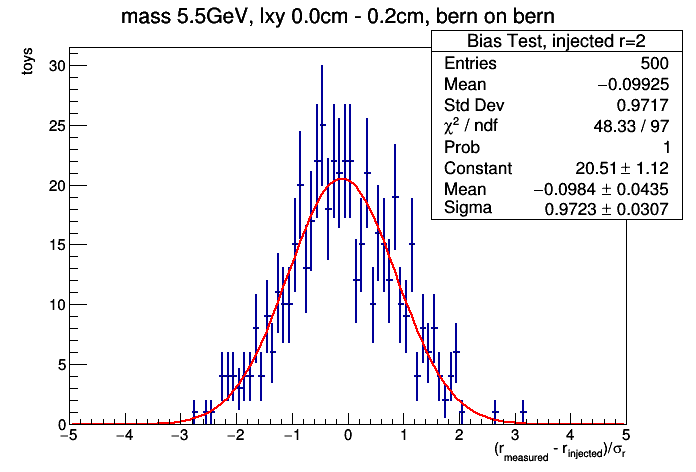 mass 5.5GeV, lxy 0.0cm - 0.2cm, bern on bern
Bias Test, injected r=2
Entries 500
Mean −0.09925
Std Dev 0.9717
χ² / ndf 48.33 / 97
Prob 1
Constant 20.51 ± 1.12
Mean −0.0984 ± 0.0435
Sigma 0.9723 ± 0.0307
toys
30
25
20
15
10
5
0
−5 −4 −3 −2 −1 0 1 2 3 4 5
(r_measured - r_injected)/σ_r